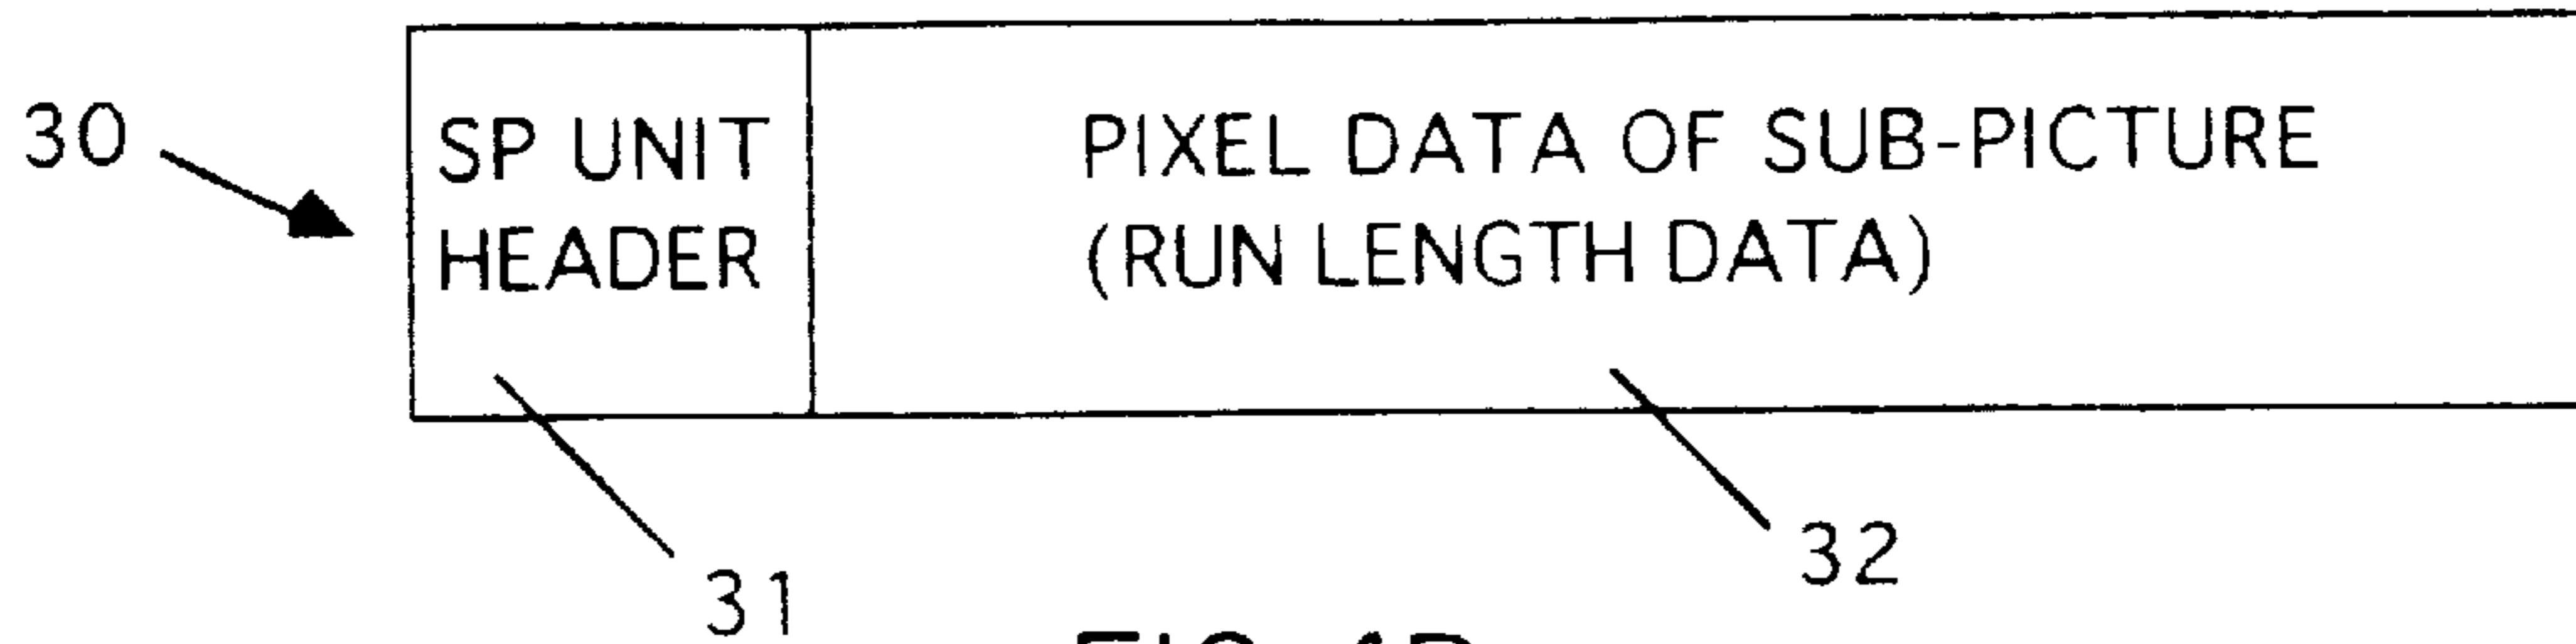 30
SP UNIT
HEADER
PIXEL DATA OF SUB-PICTURE
(RUN LENGTH DATA)
31
32